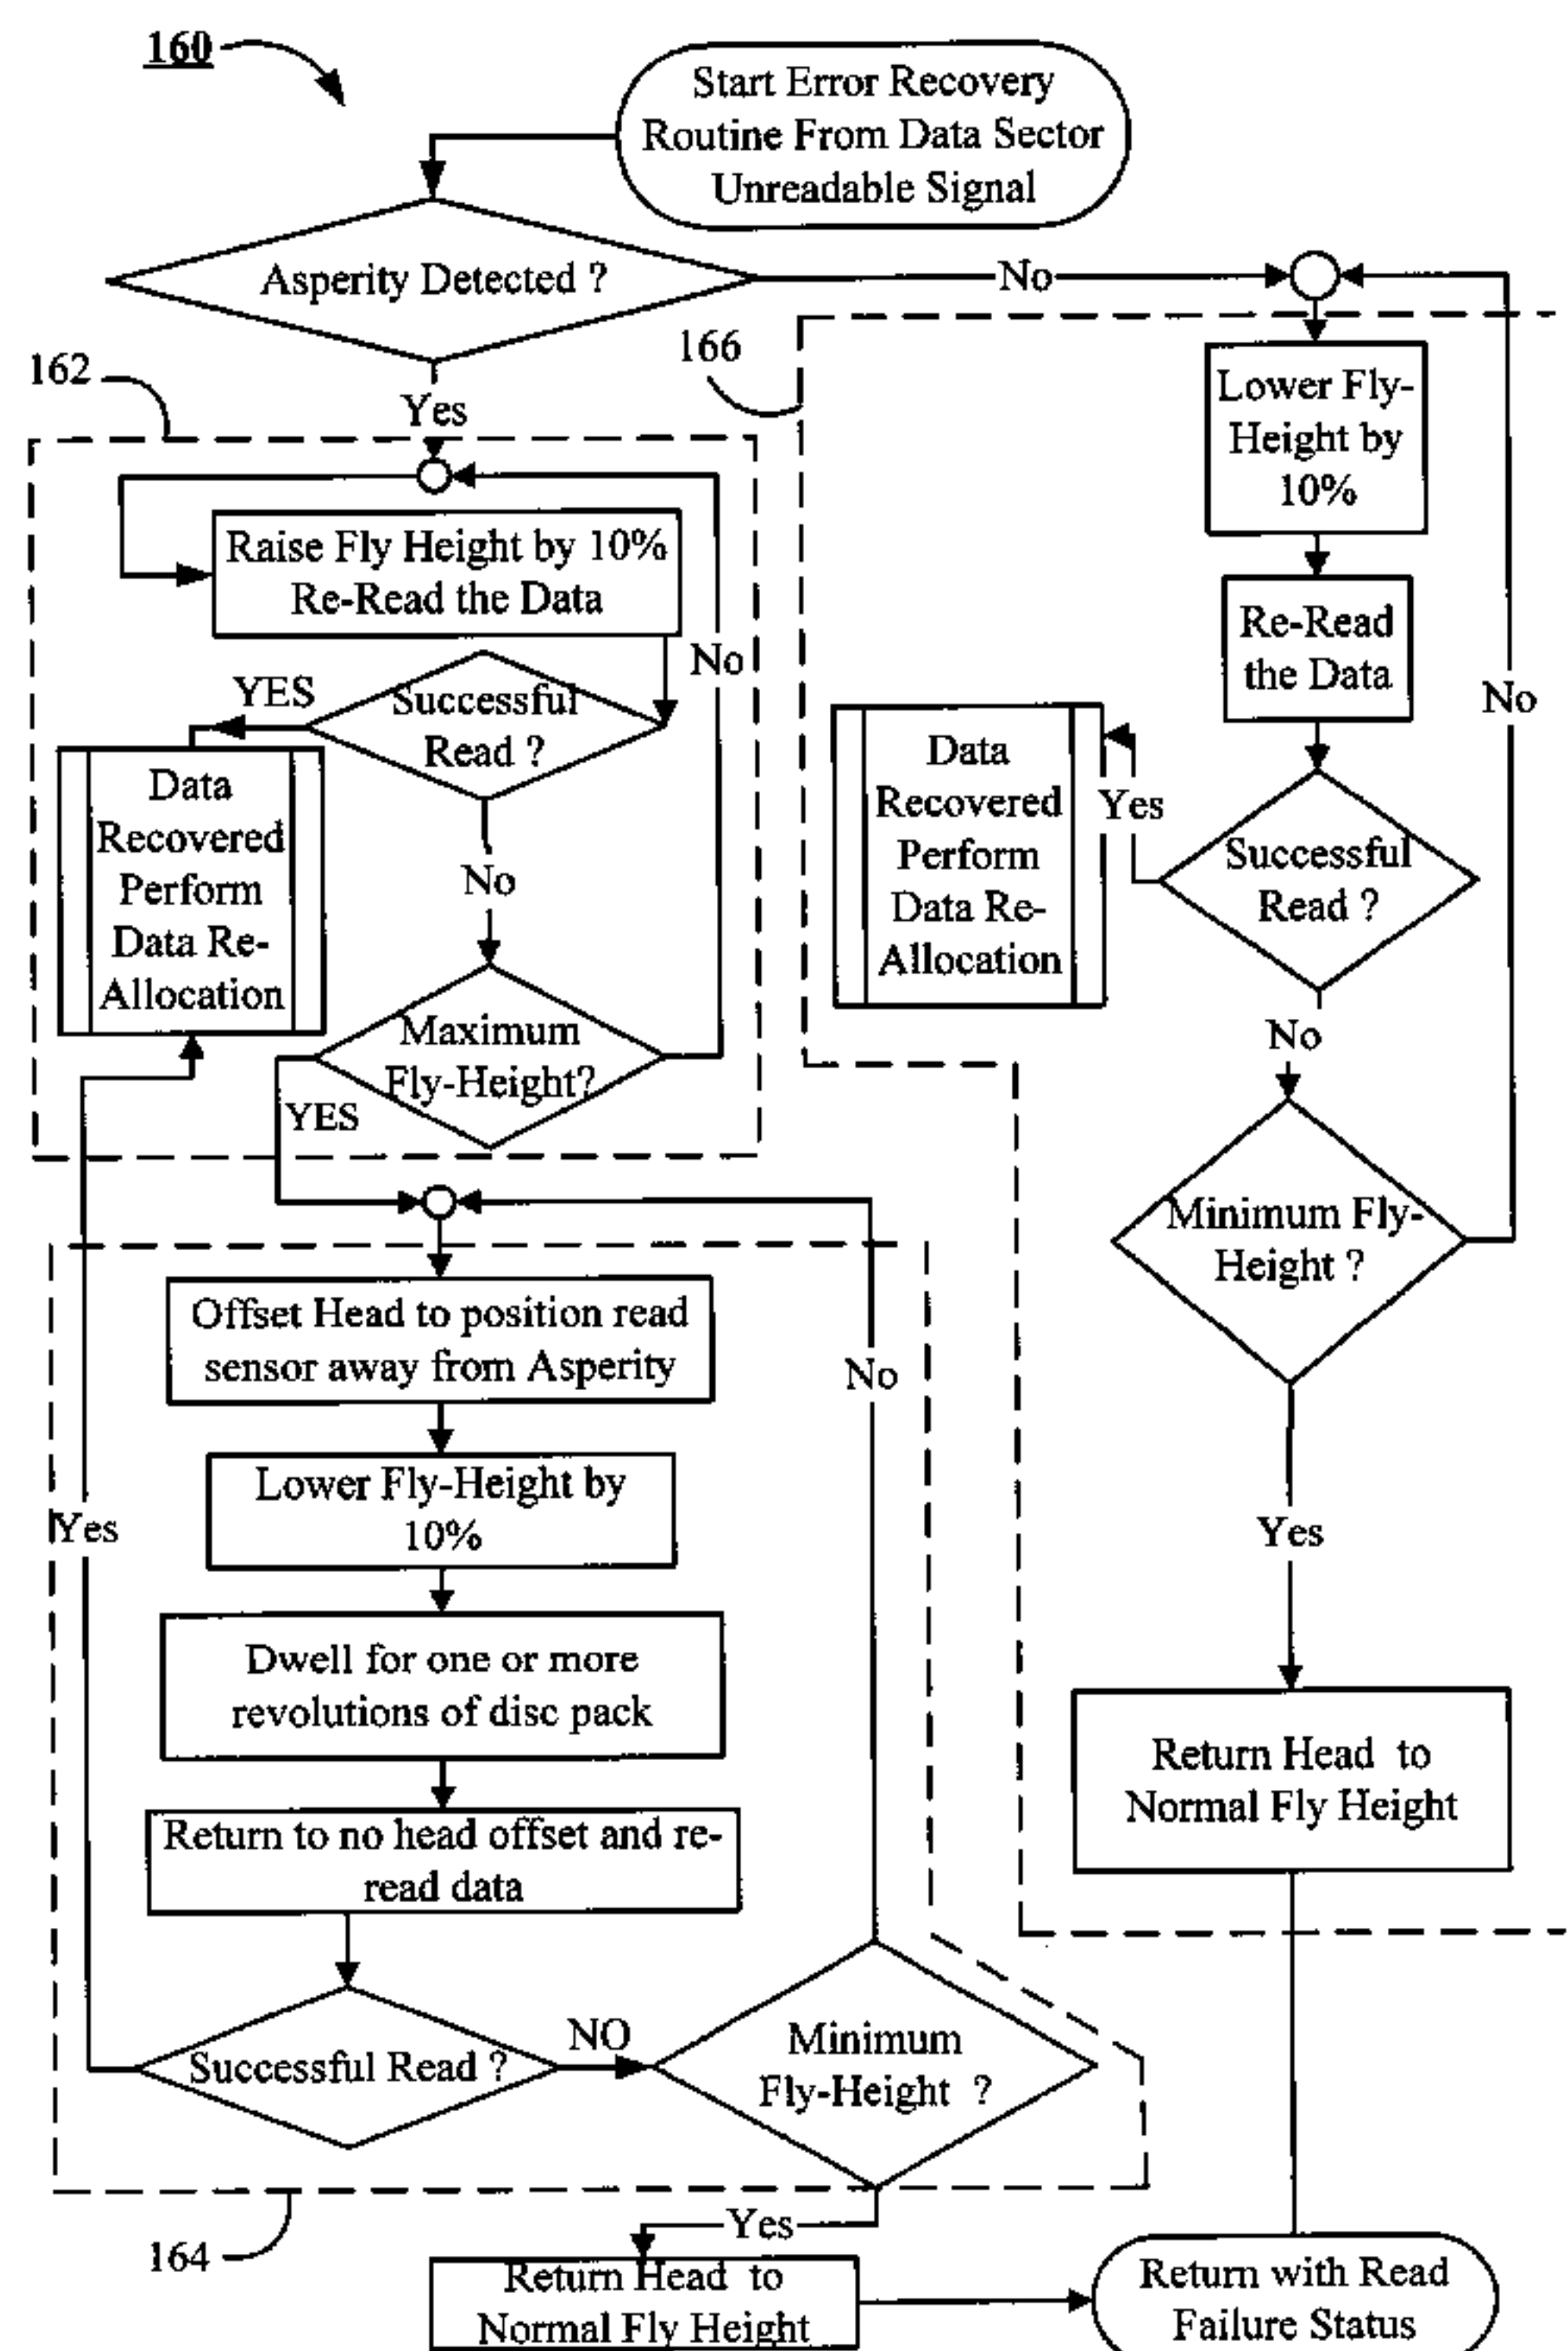 160
Start Error Recovery
Routine From Data Sector
Unreadable Signal
Asperity Detected ?
No
Yes
162
166
Raise Fly Height by 10%
Re-Read the Data
No
Successful
Read ?
YES
Data
Recovered
Perform
Data Re-
Allocation
No
Maximum
Fly-Height?
YES
Offset Head to position read
sensor away from Asperity
Lower Fly-Height by
10%
Dwell for one or more
revolutions of disc pack
Return to no head offset and re-
read data
Successful Read ?
Yes
NO
Minimum
Fly-Height ?
No
Yes
164
Return Head to
Normal Fly Height
Lower Fly-
Height by
10%
Re-Read
the Data
Successful
Read ?
Yes
Data
Recovered
Perform
Data Re-
Allocation
No
Minimum Fly-
Height ?
No
Yes
Return Head to
Normal Fly Height
Return with Read
Failure Status